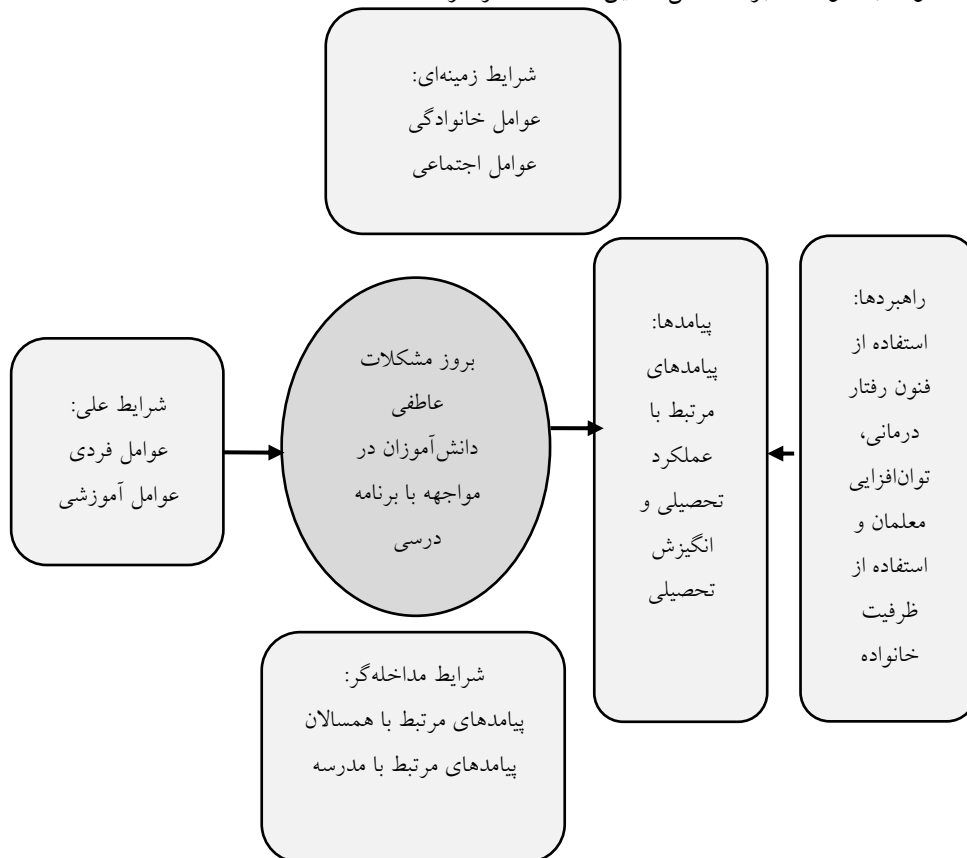 شرایط زمینه‌ای:
عوامل خانوادگی
عوامل اجتماعی
شرایط علی:
عوامل فردی
عوامل آموزشی
بروز مشکلات
عاطفی
دانش‌آموزان در
مواجهه با برنامه
درسی
پیامدها:
پیامدهای
مرتبط با
عملکرد
تحصیلی و
انگیزش
تحصیلی
راهبردها:
استفاده از
فنون رفتار
درمانی،
توان‌افزایی
معلمان و
استفاده از
ظرفیت
خانواده
شرایط مداخله‌گر:
پیامدهای مرتبط با همسالان
پیامدهای مرتبط با مدرسه